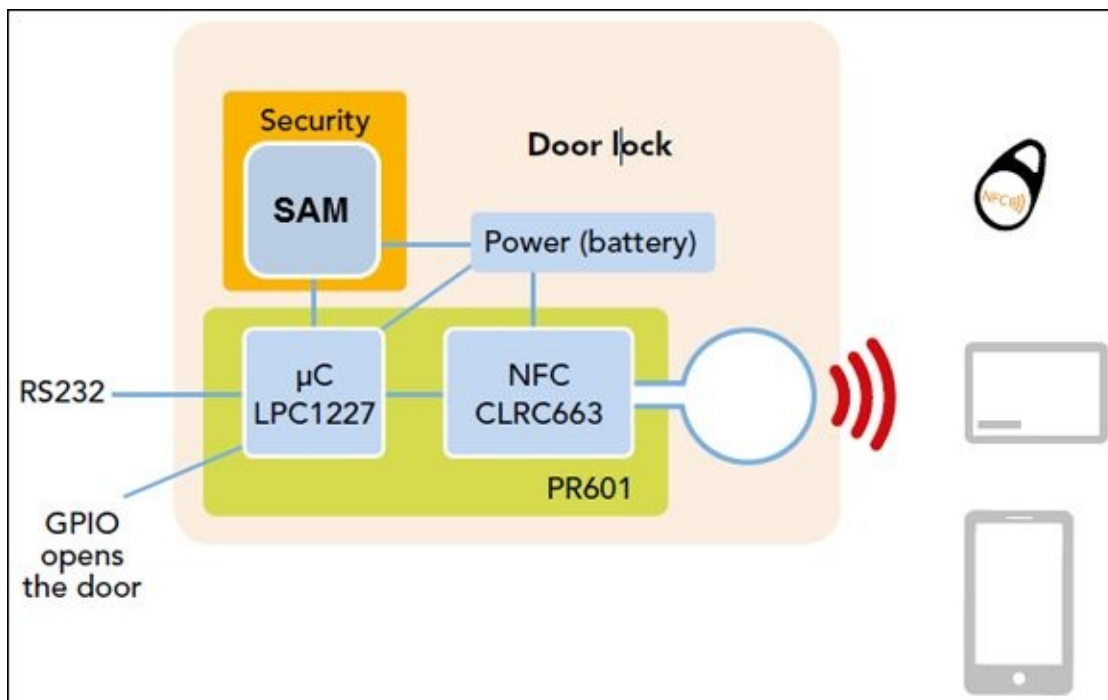 Security
SAM
Door lock
Power (battery)
NFC
RS232
µC
LPC1227
NFC
CLRC663
PR601
GPIO
opens
the door